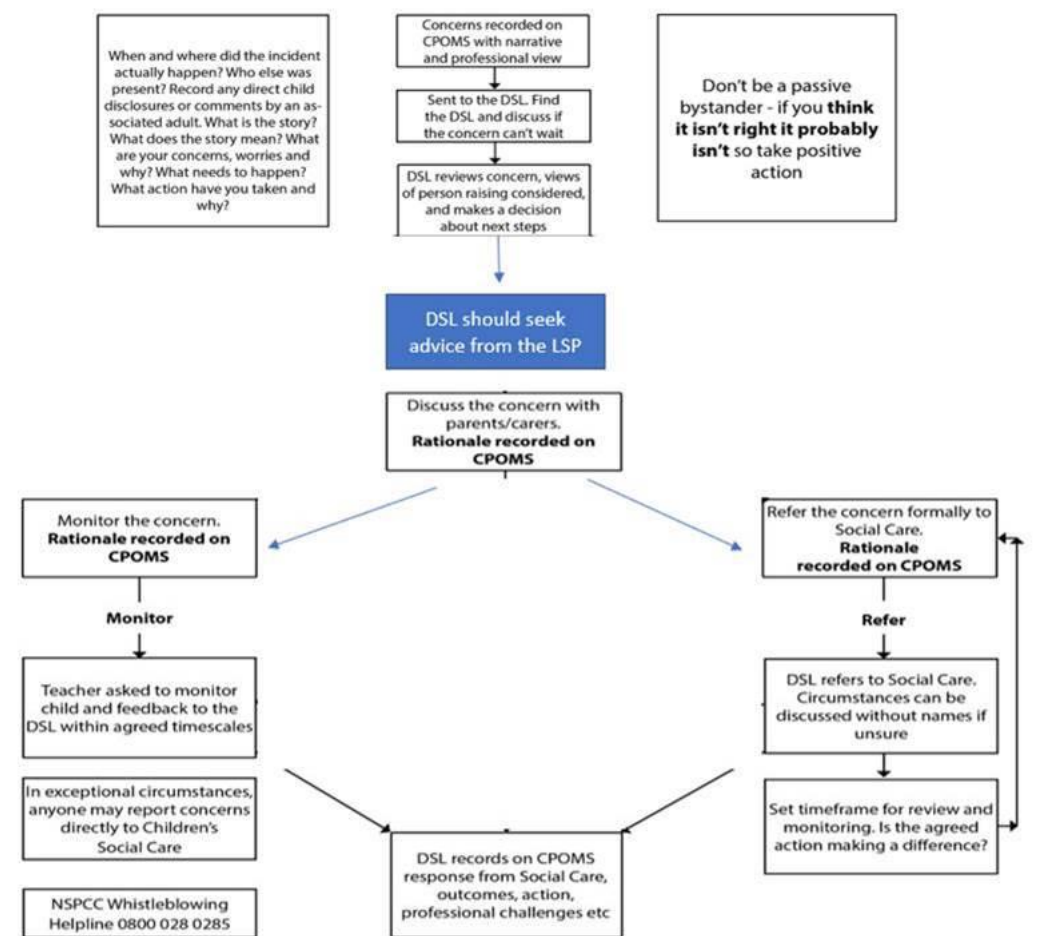 When and where did the incident
actually happen? Who else was
present? Record any direct child
disclosures or comments by an as-
sociated adult. What is the story?
What does the story mean? What
are your concerns, worries and
why? What needs to happen?
What action have you taken and
why?
Concerns recorded on
CPOMS with narrative
and professional view
Sent to the DSL. Find
the DSL and discuss if
the concern can't wait
DSL reviews concern, views
of person raising considered,
and makes a decision
about next steps
Don't be a passive
bystander - if you think
it isn't right it probably
isn't so take positive
action
DSL should seek
advice from the LSP
Discuss the concern with
parents/carers.
Rationale recorded on
CPOMS
Monitor the concern.
Rationale recorded on
CPOMS
Monitor
Teacher asked to monitor
child and feedback to the
DSL within agreed timescales
In exceptional circumstances,
anyone may report concerns
directly to Children's
Social Care
NSPCC Whistleblowing
Helpline 0800 028 0285
Refer the concern formally to
Social Care.
Rationale
recorded on CPOMS
Refer
DSL refers to Social Care.
Circumstances can be
discussed without names if
unsure
Set timeframe for review and
monitoring. Is the agreed
action making a difference?
DSL records on CPOMS
response from Social Care,
outcomes, action,
professional challenges etc